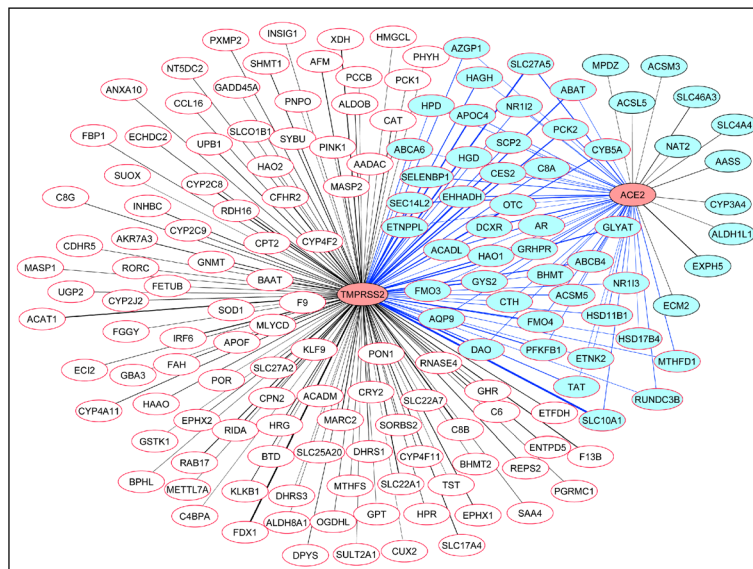 XDH
HMGCL
INSIG1
PXMP2
AFM
PHYH
AZGP1
SLC27A5
MPDZ
ACSM3
SHMT1
NT5DC2
PCCB
PCK1
HAGH
ABAT
SLC46A3
GADD45A
ANXA10
PNPO
ALDOB
HPD
APOC4
NR1I2
ACSL5
CCL16
SLCO1B1
CAT
PCK2
SLC4A4
FBP1
ECHDC2
UPB1
SYBU
PINK1
ABCA6
SCP2
CYB5A
NAT2
HAO2
AADAC
HGD
C8A
AASS
SUOX
CYP2C8
CFHR2
MASP2
SELENBP1
CES2
C8G
RDH16
SEC14L2
EHHADH
ACE2
INHBC
OTC
CYP3A4
CYP2C9
CYP4F2
ETNPPL
DCXR
AR
GLYAT
ALDH1L1
CDHR5
AKR7A3
CPT2
ACADL
HAO1
GRHPR
MASP1
RORC
GNMT
ABCB4
EXPH5
UGP2
FETUB
BAAT
BHMT
CYP2J2
TMPRSS2
FMO3
GYS2
NR1I3
ACAT1
SOD1
F9
CTH
ACSM5
ECM2
FGGY
MLYCD
AQP9
FMO4
HSD11B1
IRF6
APOF
HSD17B4
ECI2
FAH
KLF9
PON1
DAO
PFKFB1
ETNK2
MTHFD1
GBA3
SLC27A2
RNASE4
CYP4A11
HAAO
POR
TAT
RUNDC3B
CPN2
ACADM
CRY2
GHR
SLC22A7
EPHX2
C6
ETFDH
SLC10A1
GSTK1
RIDA
HRG
MARC2
SORBS2
C8B
ENTPD5
F13B
RAB17
BTD
SLC25A20
DHRS1
CYP4F11
BHMT2
REPS2
BPHL
METTL7A
KLKB1
DHRS3
MTHFS
SLC22A1
TST
PGRMC1
C4BPA
FDX1
ALDH8A1
OGDHL
GPT
HPR
EPHX1
SAA4
DPYS
SULT2A1
CUX2
SLC17A4